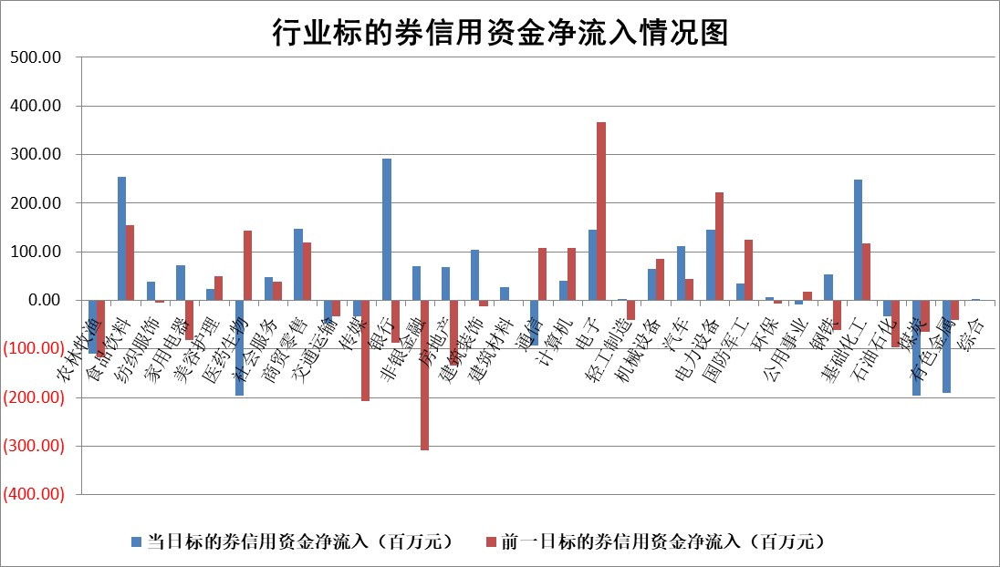 行业标的券信用资金净流入情况图
500.00
400.00
300.00
200.00
100.00
0.00
(100.00)
(200.00)
(300.00)
(400.00)
农林牧渔
食品饮料
纺织服饰
家用电器
美容护理
医药生物
社会服务
商贸零售
交通运输
传媒
银行
非银金融
房地产
建筑装饰
建筑材料
通信
计算机
电子
轻工制造
机械设备
汽车
电力设备
国防军工
环保
公用事业
钢铁
基础化工
石油石化
煤炭
有色金属
综合
当日标的券信用资金净流入（百万元）
前一日标的券信用资金净流入（百万元）